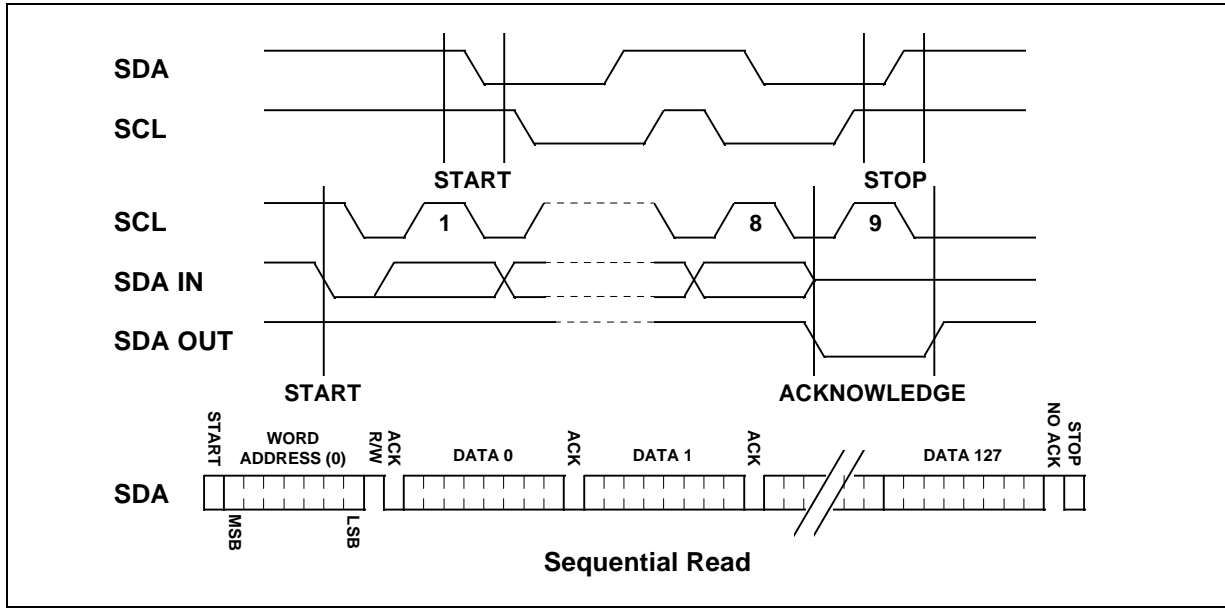 SDA
SCL
START STOP
SCL 1 8 9
SDA IN
SDA OUT
START ACKNOWLEDGE
START WORD ADDRESS (0) R/W ACK DATA 0 ACK DATA 1 ACK DATA 127 NO ACK STOP
SDA
MSB LSB
Sequential Read